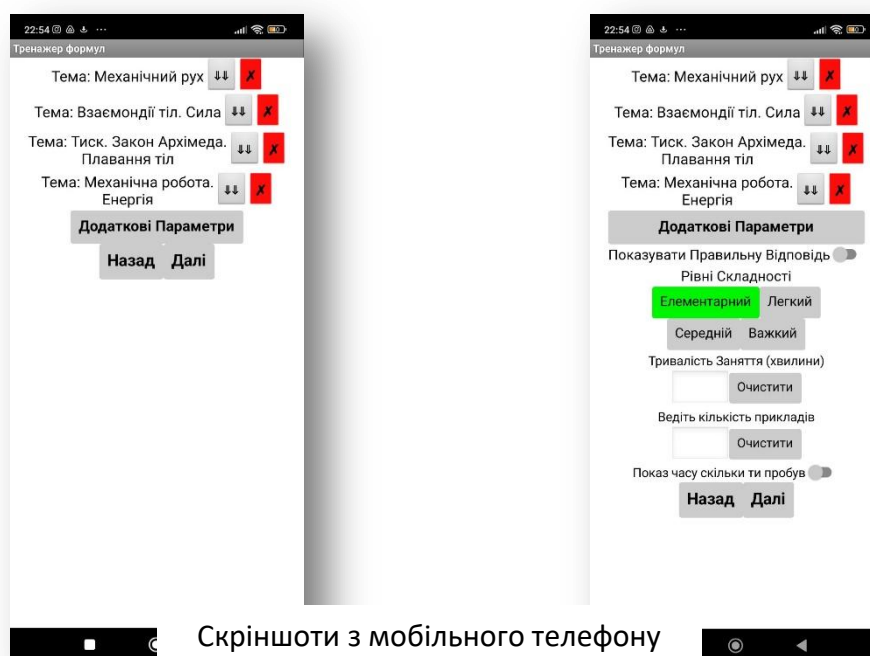 22:54
Тренажер формул
Тема: Механічний рух ⇊ ✗
Тема: Взаємондії тіл. Сила ⇊ ✗
Тема: Тиск. Закон Архімеда.
Плавання тіл ⇊ ✗
Тема: Механічна робота.
Енергія ⇊ ✗
Додаткові Параметри
Назад Далі
22:54
Тренажер формул
Тема: Механічний рух ⇊ ✗
Тема: Взаємондії тіл. Сила ⇊ ✗
Тема: Тиск. Закон Архімеда.
Плавання тіл ⇊ ✗
Тема: Механічна робота.
Енергія ⇊ ✗
Додаткові Параметри
Показувати Правильну Відповідь
Рівні Складності
Елементарний Легкий
Середній Важкий
Тривалість Заняття (хвилини)
Очистити
Ведіть кількість прикладів
Очистити
Показ часу скільки ти пробув
Назад Далі
Скріншоти з мобільного телефону